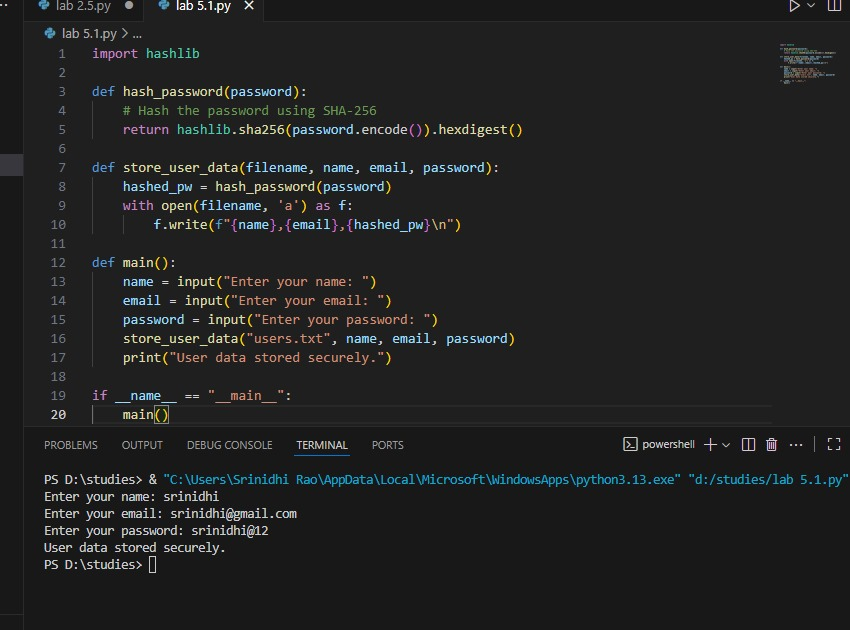 lab 2.5.py ● lab 5.1.py ×
lab 5.1.py > ...
1 import hashlib
2
3 def hash_password(password):
4     # Hash the password using SHA-256
5     return hashlib.sha256(password.encode()).hexdigest()
6
7 def store_user_data(filename, name, email, password):
8     hashed_pw = hash_password(password)
9     with open(filename, 'a') as f:
10         f.write(f"{name},{email},{hashed_pw}\n")
11
12 def main():
13     name = input("Enter your name: ")
14     email = input("Enter your email: ")
15     password = input("Enter your password: ")
16     store_user_data("users.txt", name, email, password)
17     print("User data stored securely.")
18
19 if __name__ == "__main__":
20     main()
PROBLEMS OUTPUT DEBUG CONSOLE TERMINAL PORTS powershell
PS D:\studies> & "C:\Users\Srinidhi Rao\AppData\Local\Microsoft\WindowsApps\python3.13.exe" "d:/studies/lab 5.1.py"
Enter your name: srinidhi
Enter your email: srinidhi@gmail.com
Enter your password: srinidhi@12
User data stored securely.
PS D:\studies>